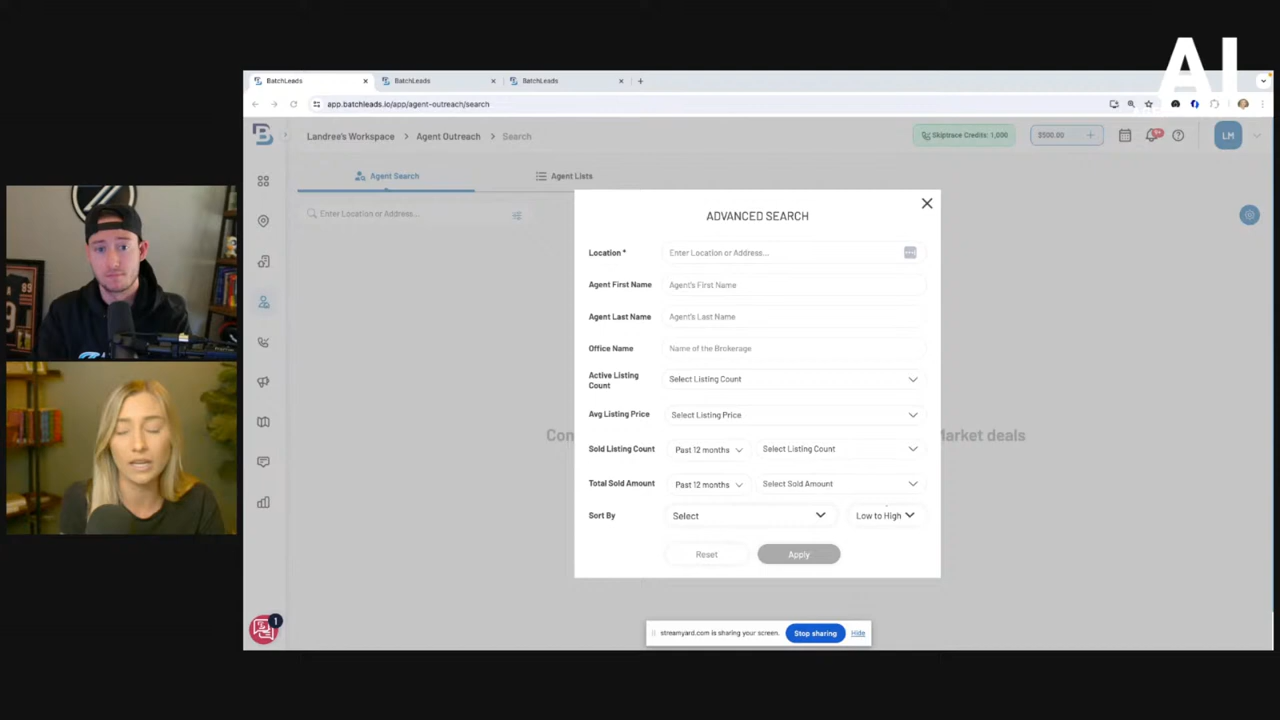 AI
BatchLeads
BatchLeads
BatchLeads
app.batchleads.io/app/agent-outreach/search
Landree's Workspace > Agent Outreach > Search
Skiptrace Credits: 1,000
$500.00
LM
Agent Search
Agent Lists
Enter Location or Address...
ADVANCED SEARCH
Location *
Enter Location or Address...
Agent First Name
Agent's First Name
Agent Last Name
Agent's Last Name
Office Name
Name of the Brokerage
Active Listing
Count
Select Listing Count
Avg Listing Price
Select Listing Price
Con
Market deals
Sold Listing Count
Past 12 months
Select Listing Count
Total Sold Amount
Past 12 months
Select Sold Amount
Sort By
Select
Low to High
Reset
Apply
1
streamyard.com is sharing your screen.
Stop sharing
Hide
89